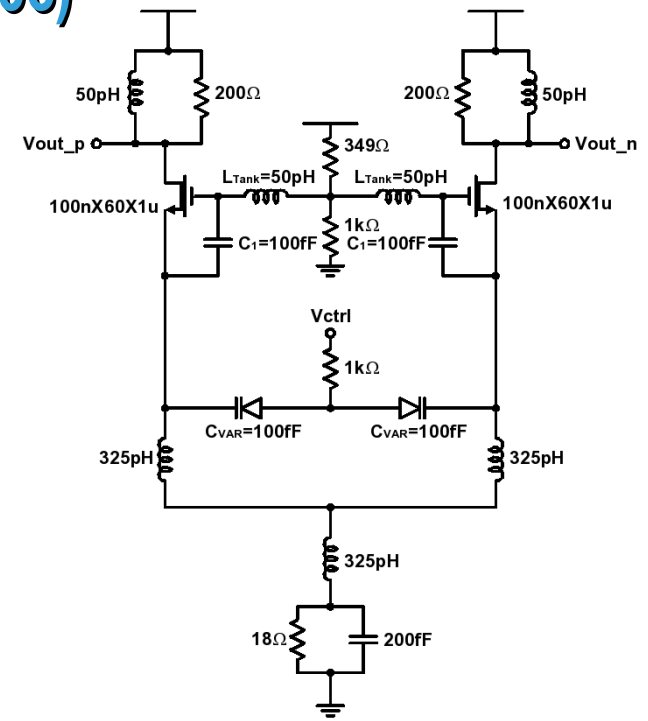 50pH
200Ω
200Ω
50pH
Vout_p
349Ω
Vout_n
LTank=50pH
LTank=50pH
100nX60X1u
100nX60X1u
1kΩ
C1=100fF
C1=100fF
Vctrl
1kΩ
CVAR=100fF
CVAR=100fF
325pH
325pH
325pH
18Ω
200fF